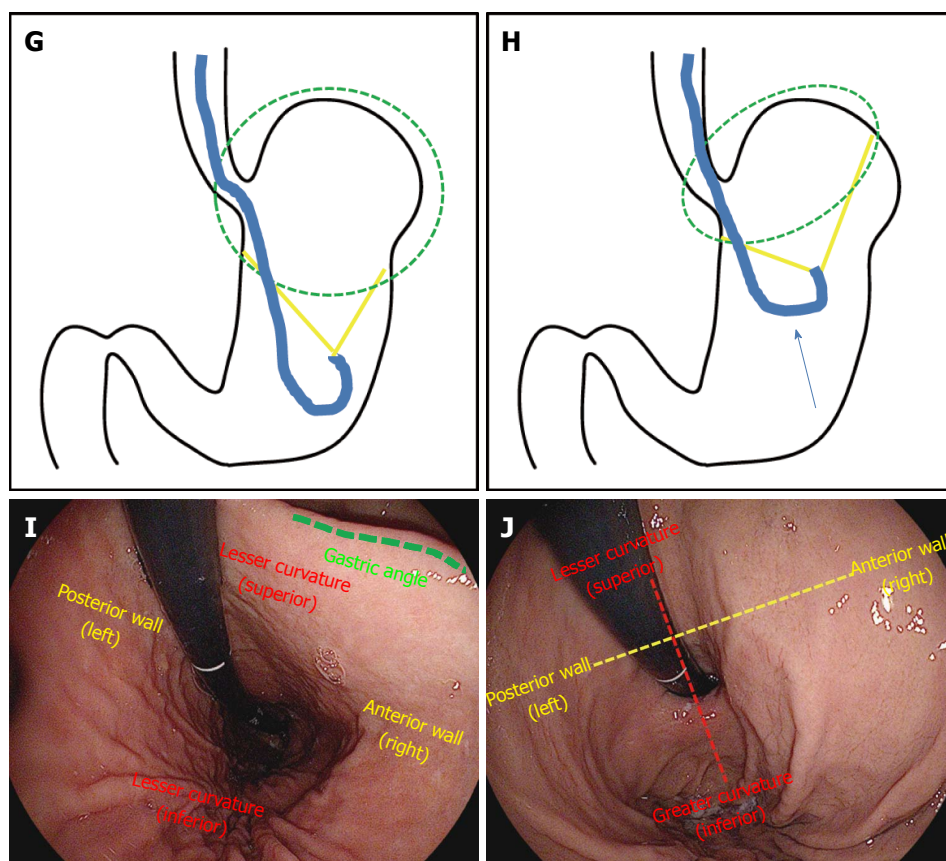 G
H
I
Lesser curvature
(superior)
Gastric angle
Posterior wall
(left)
Anterior wall
(right)
Lesser curvature
(inferior)
J
Lesser curvature
(superior)
Anterior wall
(right)
Posterior wall
(left)
Greater curvature
(inferior)